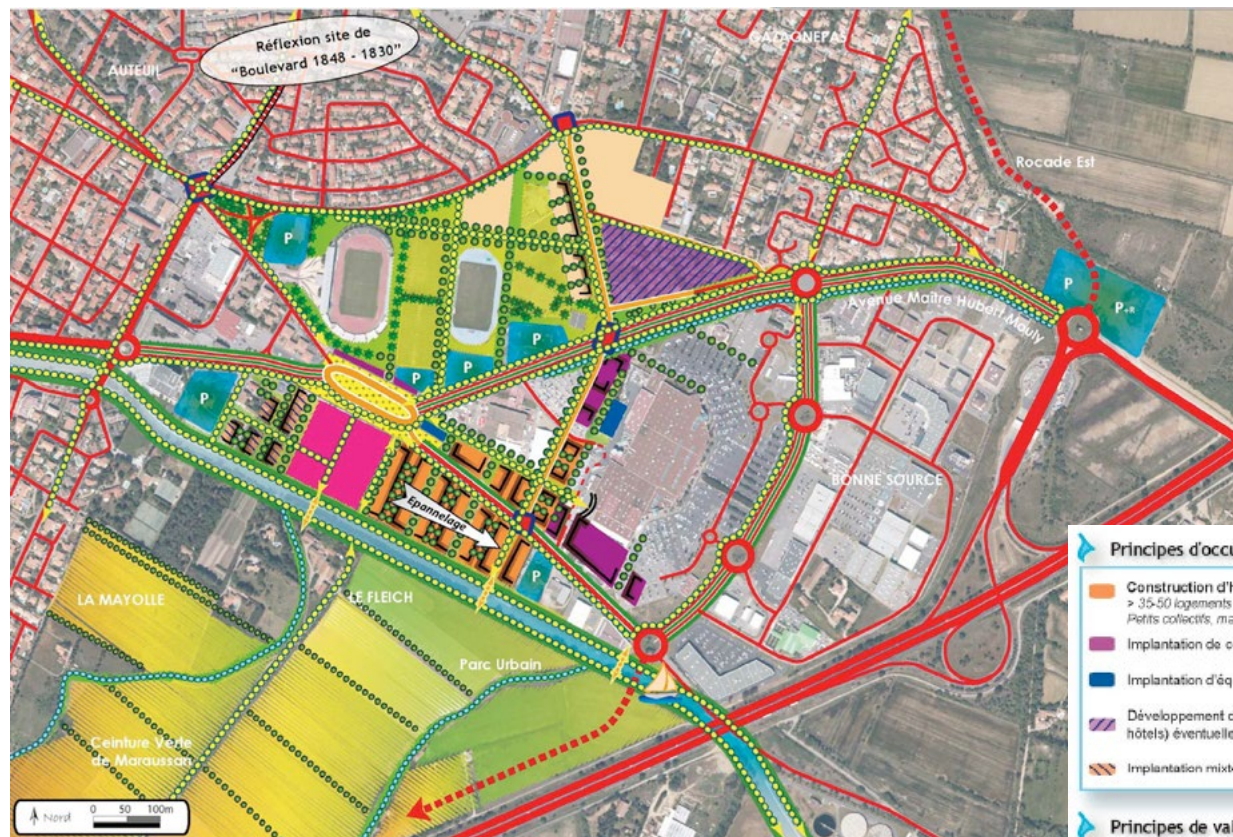 Réflexion site de
"Boulevard 1848 - 1830"
AUTEUIL
GAZAGNEPAS
Rocade Est
P
P
P+R
Avenue Maître Hubert Mouly
P
P
P
BONNE SOURCE
Epannelage
P
LA MAYOLLE
LE FLEICH
Parc Urbain
Ceinture Verte
de Maraussan
Nord
0 50 100m
Principes d'occu
Construction d'h
> 35-50 logements
Petits collectifs, ma
Implantation de c
Implantation d'éq
Développement d
hôtels) éventuelle
Implantation mixte
Principes de val